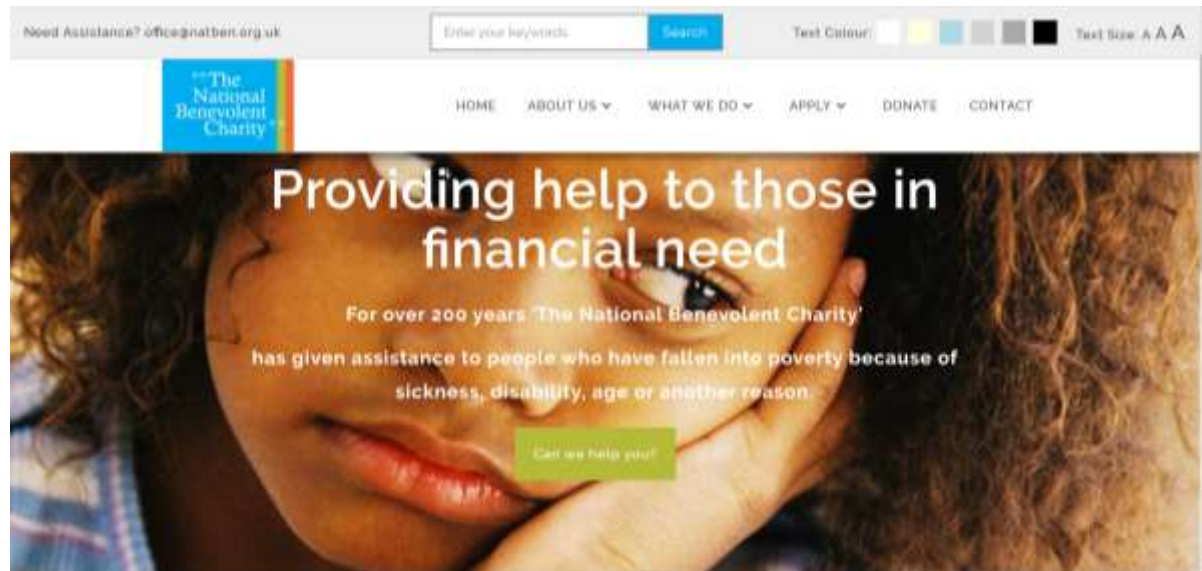 Need Assistance? office@natben.org.uk
Enter your keywords
Search
Text Colour:
Text Size: A A A
The
National
Benevolent
Charity
HOME
ABOUT US
WHAT WE DO
APPLY
DONATE
CONTACT
Providing help to those in
financial need
For over 200 years 'The National Benevolent Charity'
has given assistance to people who have fallen into poverty because of
sickness, disability, age or another reason.
Can we help you?